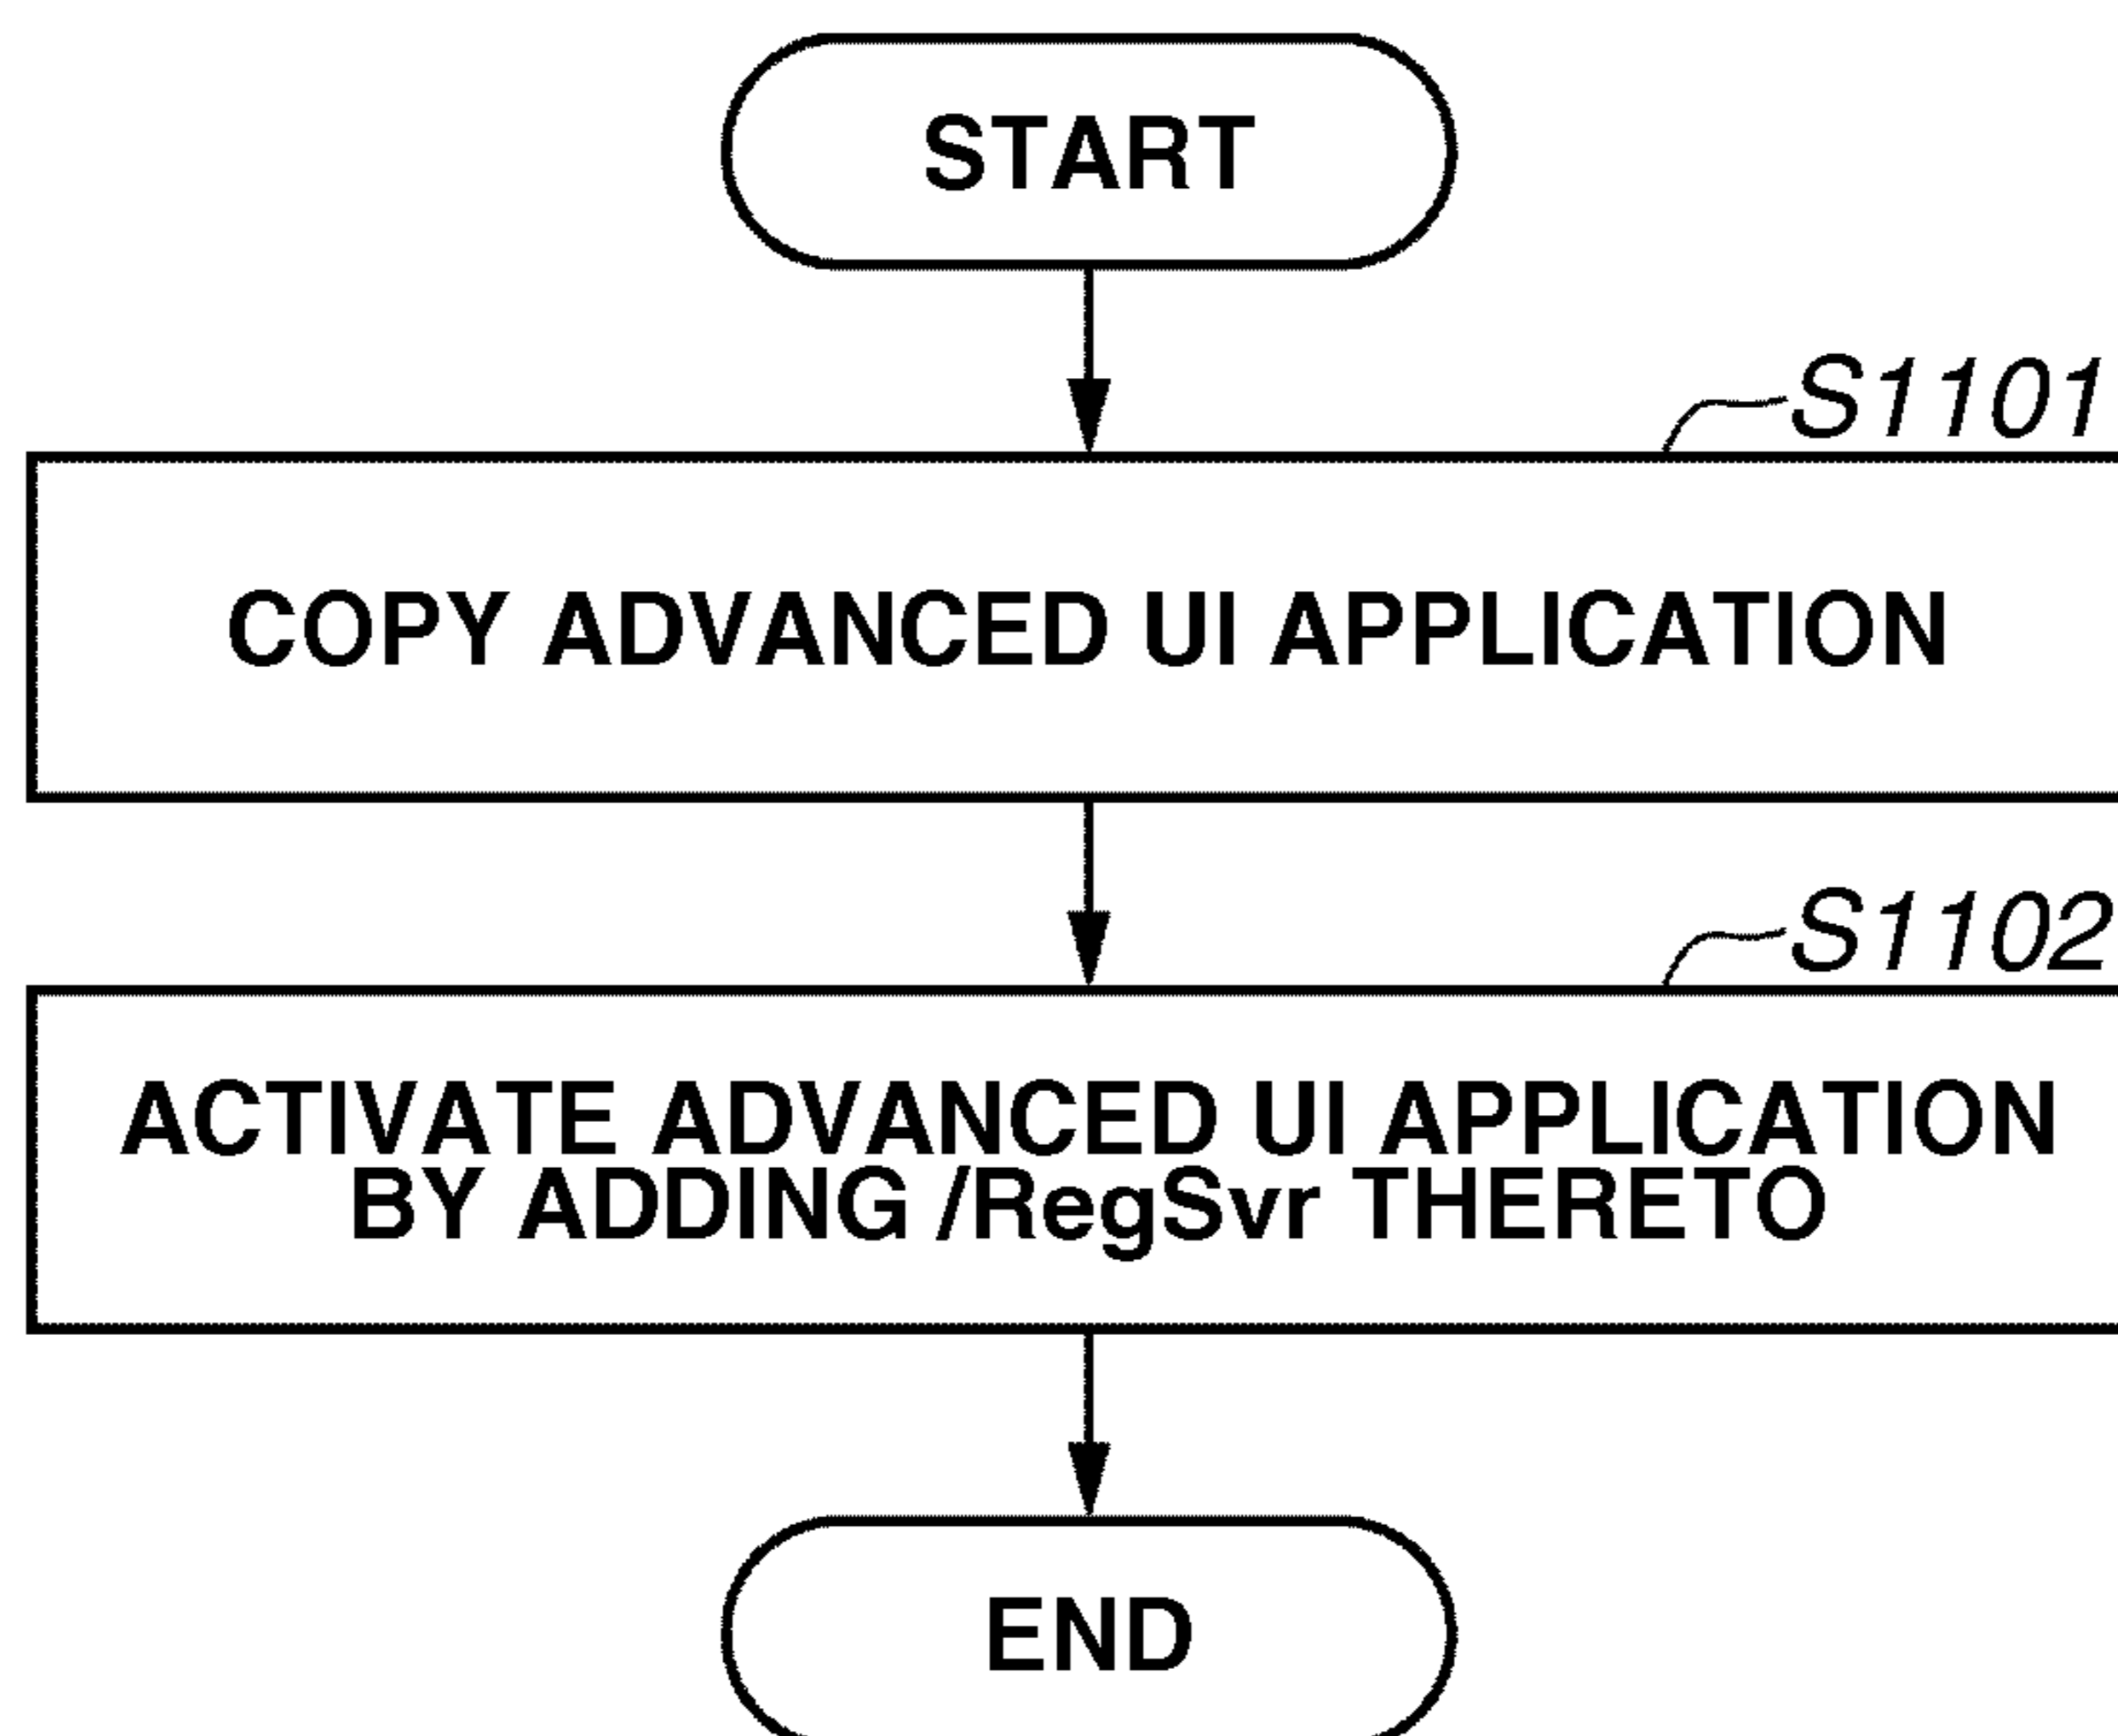 START
S1101
COPY ADVANCED UI APPLICATION
S1102
ACTIVATE ADVANCED UI APPLICATION
BY ADDING /RegSvr THERETO
END